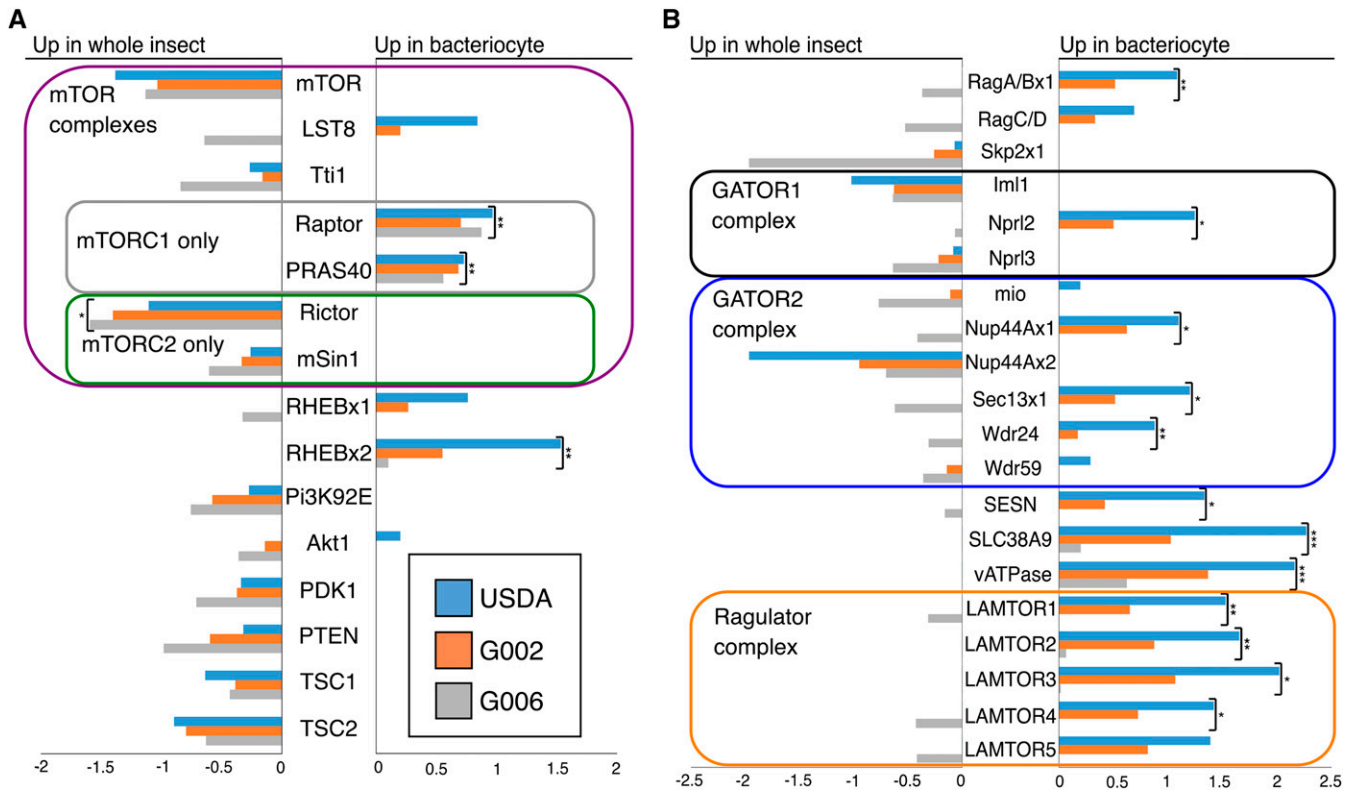 A
Up in whole insect
Up in bacteriocyte
mTOR complexes
mTOR
LST8
Tti1
mTORC1 only
Raptor
**
PRAS40
**
mTORC2 only
*
Rictor
mSin1
RHEBx1
RHEBx2
**
Pi3K92E
Akt1
PDK1
PTEN
TSC1
TSC2
USDA
G002
G006
-2 -1.5 -1 -0.5 0
0 0.5 1 1.5 2
B
Up in whole insect
Up in bacteriocyte
RagA/Bx1
**
RagC/D
Skp2x1
GATOR1
complex
Iml1
Nprl2
*
Nprl3
GATOR2
complex
mio
Nup44Ax1
*
Nup44Ax2
Sec13x1
*
Wdr24
**
Wdr59
SESN
*
SLC38A9
***
vATPase
***
Ragulator
complex
LAMTOR1
**
LAMTOR2
**
LAMTOR3
*
LAMTOR4
*
LAMTOR5
-2.5 -2 -1.5 -1 -0.5 0
0 0.5 1 1.5 2 2.5